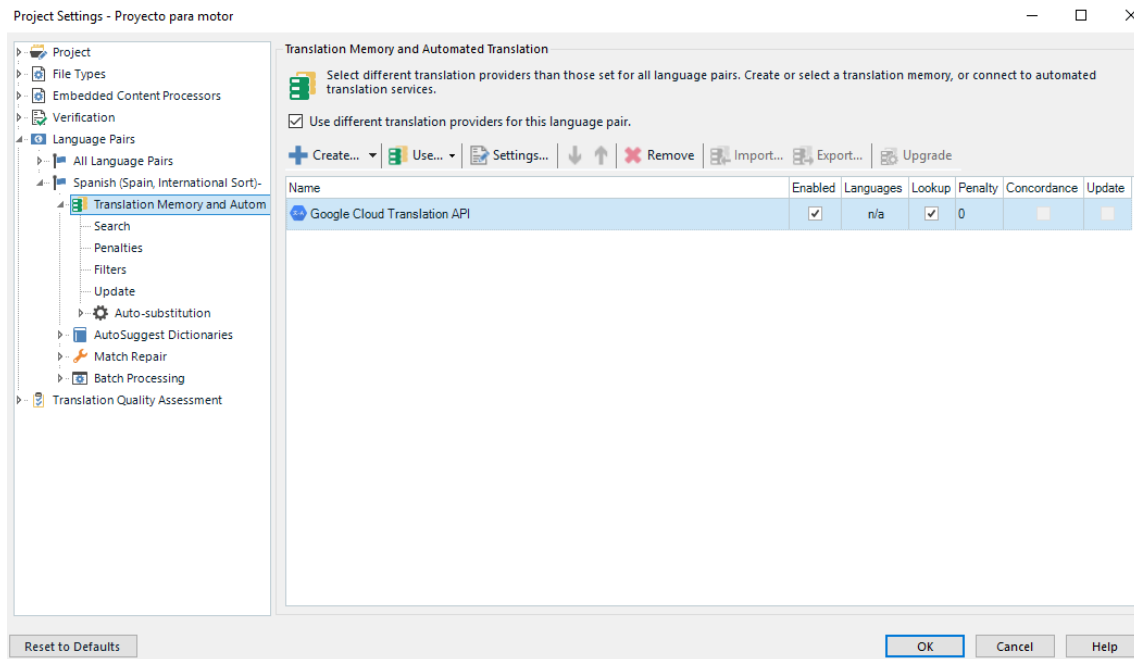 Project Settings - Proyecto para motor
Project
File Types
Embedded Content Processors
Verification
Language Pairs
All Language Pairs
Spanish (Spain, International Sort)-
Translation Memory and Autom
Search
Penalties
Filters
Update
Auto-substitution
AutoSuggest Dictionaries
Match Repair
Batch Processing
Translation Quality Assessment
Translation Memory and Automated Translation
Select different translation providers than those set for all language pairs. Create or select a translation memory, or connect to automated
translation services.
Use different translation providers for this language pair.
Create... Use... Settings... Remove Import... Export... Upgrade
Name Enabled Languages Lookup Penalty Concordance Update
Google Cloud Translation API n/a 0
Reset to Defaults OK Cancel Help